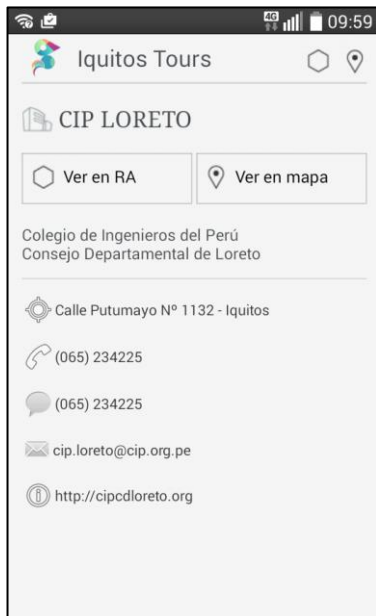 4G 09:59
Iquitos Tours
CIP LORETO
Ver en RA Ver en mapa
Colegio de Ingenieros del Perú
Consejo Departamental de Loreto
Calle Putumayo Nº 1132 - Iquitos
(065) 234225
(065) 234225
cip.loreto@cip.org.pe
http://cipcdloreto.org